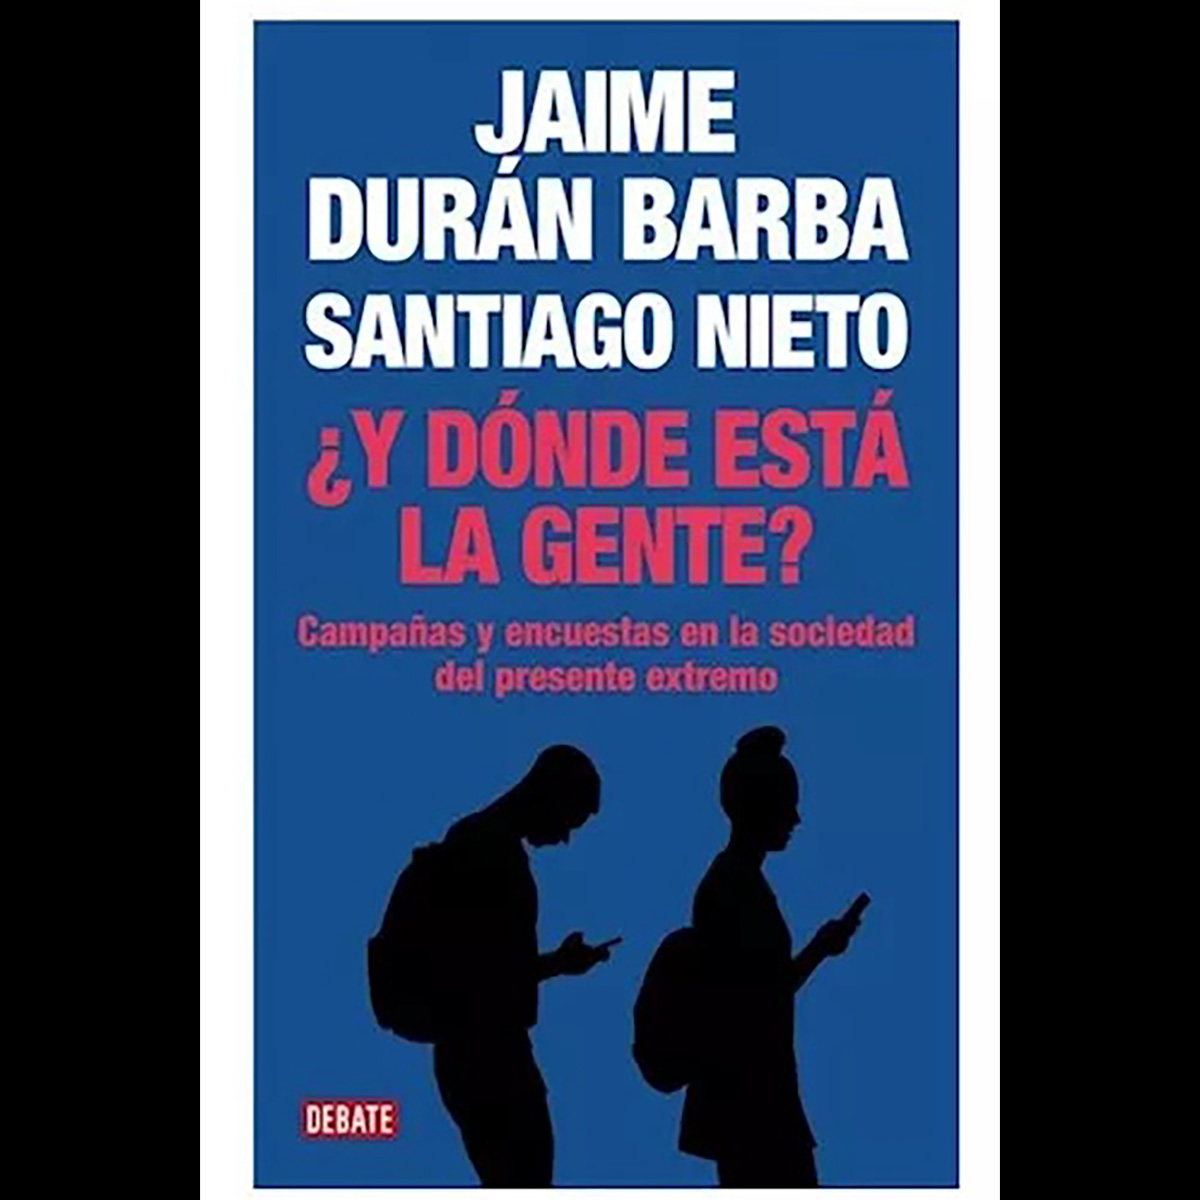 JAIME
DURÁN BARBA
SANTIAGO NIETO
¿Y DÓNDE ESTÁ
LA GENTE?
Campañas y encuestas en la sociedad
del presente extremo
DEBATE